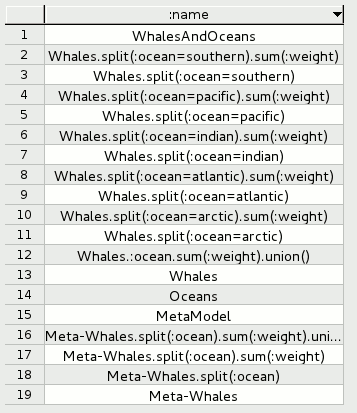 :name
1 WhalesAndOceans
2 Whales.split(:ocean=southern).sum(:weight)
3 Whales.split(:ocean=southern)
4 Whales.split(:ocean=pacific).sum(:weight)
5 Whales.split(:ocean=pacific)
6 Whales.split(:ocean=indian).sum(:weight)
7 Whales.split(:ocean=indian)
8 Whales.split(:ocean=atlantic).sum(:weight)
9 Whales.split(:ocean=atlantic)
10 Whales.split(:ocean=arctic).sum(:weight)
11 Whales.split(:ocean=arctic)
12 Whales.:ocean.sum(:weight).union()
13 Whales
14 Oceans
15 MetaModel
16 Meta-Whales.split(:ocean).sum(:weight).uni...
17 Meta-Whales.split(:ocean).sum(:weight)
18 Meta-Whales.split(:ocean)
19 Meta-Whales